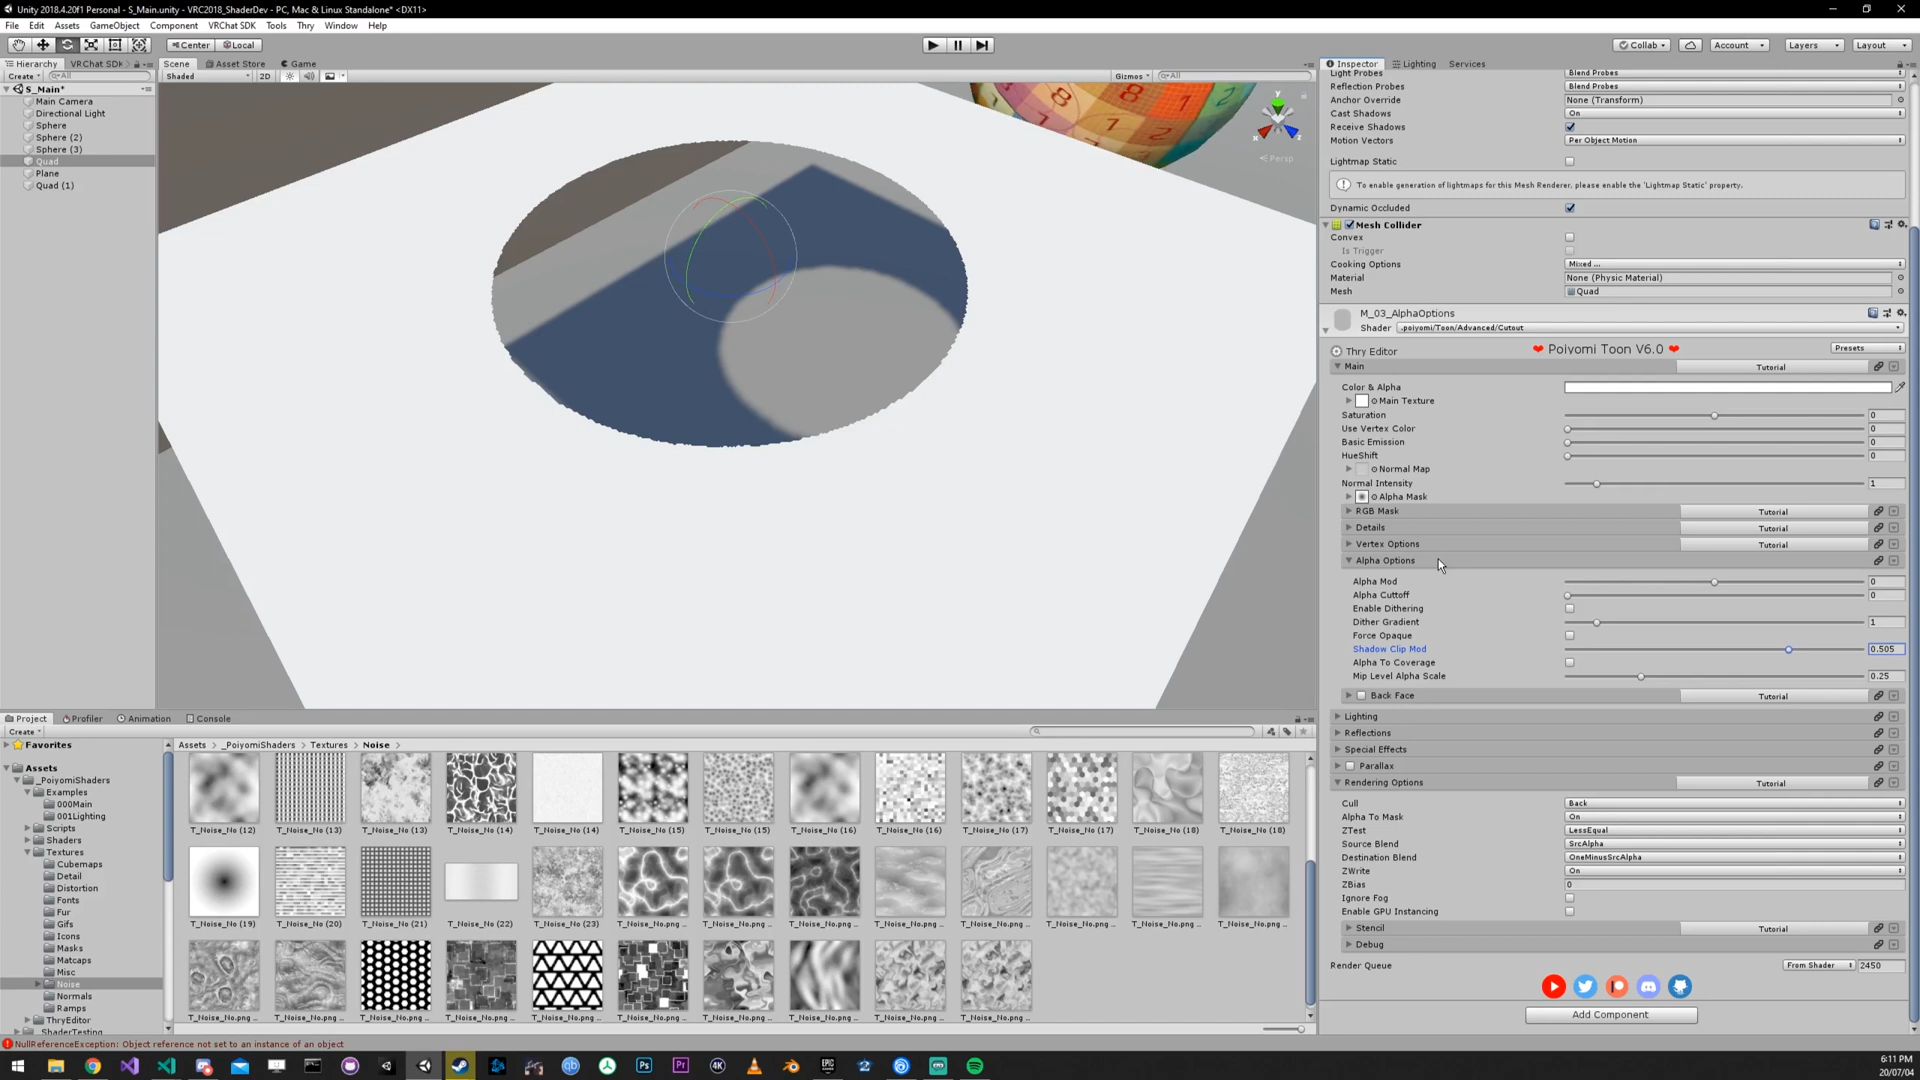 Unity 2018.4.20f1 Personal - S_Main.unity - VRC2018_ShaderDev - PC, Mac & Linux Standalone* <DX11>
File Edit Assets GameObject Component VRChat SDK Tools Thry Window Help
Center Local
Collab Account Layers Layout
Hierarchy VRChat SDK
Create All
S_Main*
Main Camera
Directional Light
Sphere
Sphere (2)
Sphere (3)
Quad
Plane
Quad (1)
Scene Asset Store Game
Shaded 2D Gizmos All
y
x
z
Persp
8 8 1 2
1
Inspector Lighting Services
Light Probes Blend Probes
Reflection Probes Blend Probes
Anchor Override None (Transform)
Cast Shadows On
Receive Shadows
Motion Vectors Per Object Motion
Lightmap Static
To enable generation of lightmaps for this Mesh Renderer, please enable the 'Lightmap Static' property.
Dynamic Occluded
Mesh Collider
Convex
Is Trigger
Cooking Options Mixed ...
Material None (Physic Material)
Mesh Quad
M_03_AlphaOptions
Shader .poiyomi/Toon/Advanced/Cutout
Thry Editor ❤ Poiyomi Toon V6.0 ❤ Presets
Main Tutorial
Color & Alpha
Main Texture
Saturation 0
Use Vertex Color 0
Basic Emission 0
HueShift 0
Normal Map
Normal Intensity 1
Alpha Mask
RGB Mask Tutorial
Details Tutorial
Vertex Options Tutorial
Alpha Options
Alpha Mod 0
Alpha Cuttoff 0
Enable Dithering
Dither Gradient 1
Force Opaque
Shadow Clip Mod 0.505
Alpha To Coverage
Mip Level Alpha Scale 0.25
Back Face Tutorial
Lighting
Reflections
Special Effects
Parallax
Rendering Options Tutorial
Cull Back
Alpha To Mask On
ZTest LessEqual
Source Blend SrcAlpha
Destination Blend OneMinusSrcAlpha
ZWrite On
ZBias 0
Ignore Fog
Enable GPU Instancing
Stencil Tutorial
Debug
Render Queue From Shader 2450
Add Component
Project Profiler Animation Console
Create
Favorites
Assets
_PoiyomiShaders
Examples
000Main
001Lighting
Scripts
Shaders
Textures
Cubemaps
Detail
Distortion
Fonts
Fur
Gifs
Icons
Masks
Matcaps
Misc
Noise
Normals
Ramps
ThryEditor
_ShaderTesting
Assets _PoiyomiShaders Textures Noise
T_Noise_No (12) T_Noise_No (13) T_Noise_No (13) T_Noise_No (14) T_Noise_No (14) T_Noise_No (15) T_Noise_No (15) T_Noise_No (16) T_Noise_No (16) T_Noise_No (17) T_Noise_No (17) T_Noise_No (18) T_Noise_No (18)
T_Noise_No (19) T_Noise_No (20) T_Noise_No (21) T_Noise_No (22) T_Noise_No (23) T_Noise_No.png .. T_Noise_No.png .. T_Noise_No.png .. T_Noise_No.png .. T_Noise_No.png .. T_Noise_No.png .. T_Noise_No.png .. T_Noise_No.png ..
T_Noise_No.png .. T_Noise_No.png .. T_Noise_No.png .. T_Noise_No.png .. T_Noise_No.png .. T_Noise_No.png .. T_Noise_No.png .. T_Noise_No.png .. T_Noise_No.png .. T_Noise_No.png ..
NullReferenceException: Object reference not set to an instance of an object
qb Ps Pr 4K EPIC 2
6:11 PM
20/07/04